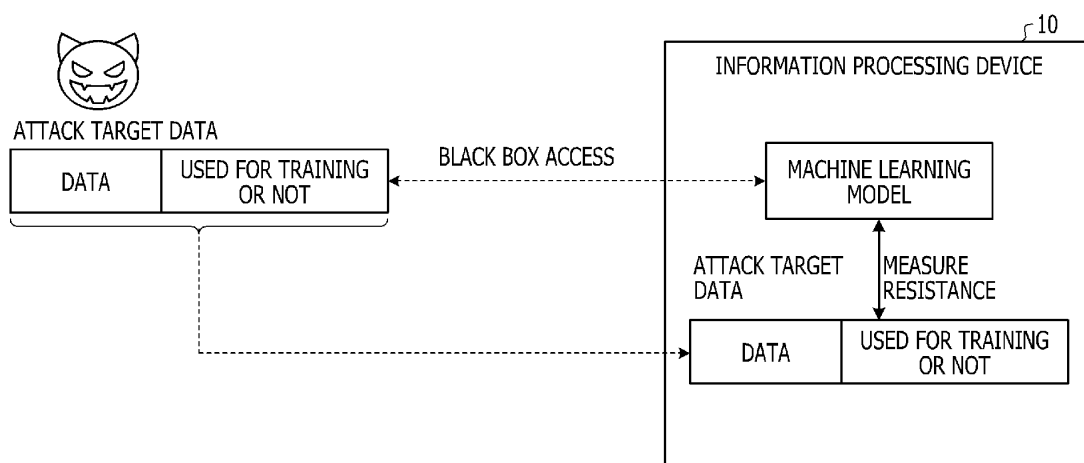 10
INFORMATION PROCESSING DEVICE
ATTACK TARGET DATA
DATA
USED FOR TRAINING
OR NOT
BLACK BOX ACCESS
MACHINE LEARNING
MODEL
ATTACK TARGET
DATA
MEASURE
RESISTANCE
DATA
USED FOR TRAINING
OR NOT